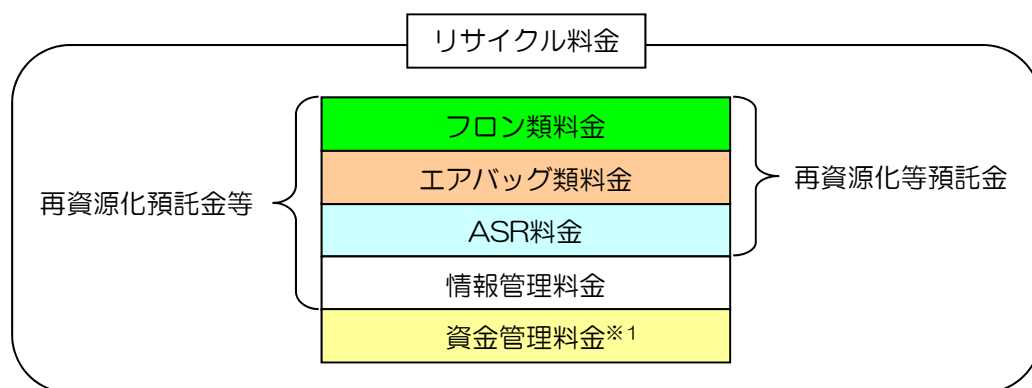 リサイクル料金
フロン類料金
エアバッグ類料金
再資源化等預託金
再資源化預託金等
ASR料金
情報管理料金
資金管理料金※1